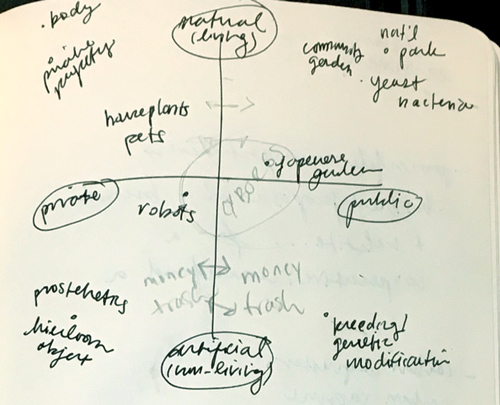 body
natural
(living)
private
property
community
garden
nat'l
park
yeast
bacteria
houseplants
pets
Japanese
garden
private
robots
public
money ↔ money
trash ↔ trash
prosthetics
heirloom
object
artificial
(non-living)
breeding/
genetic
modification